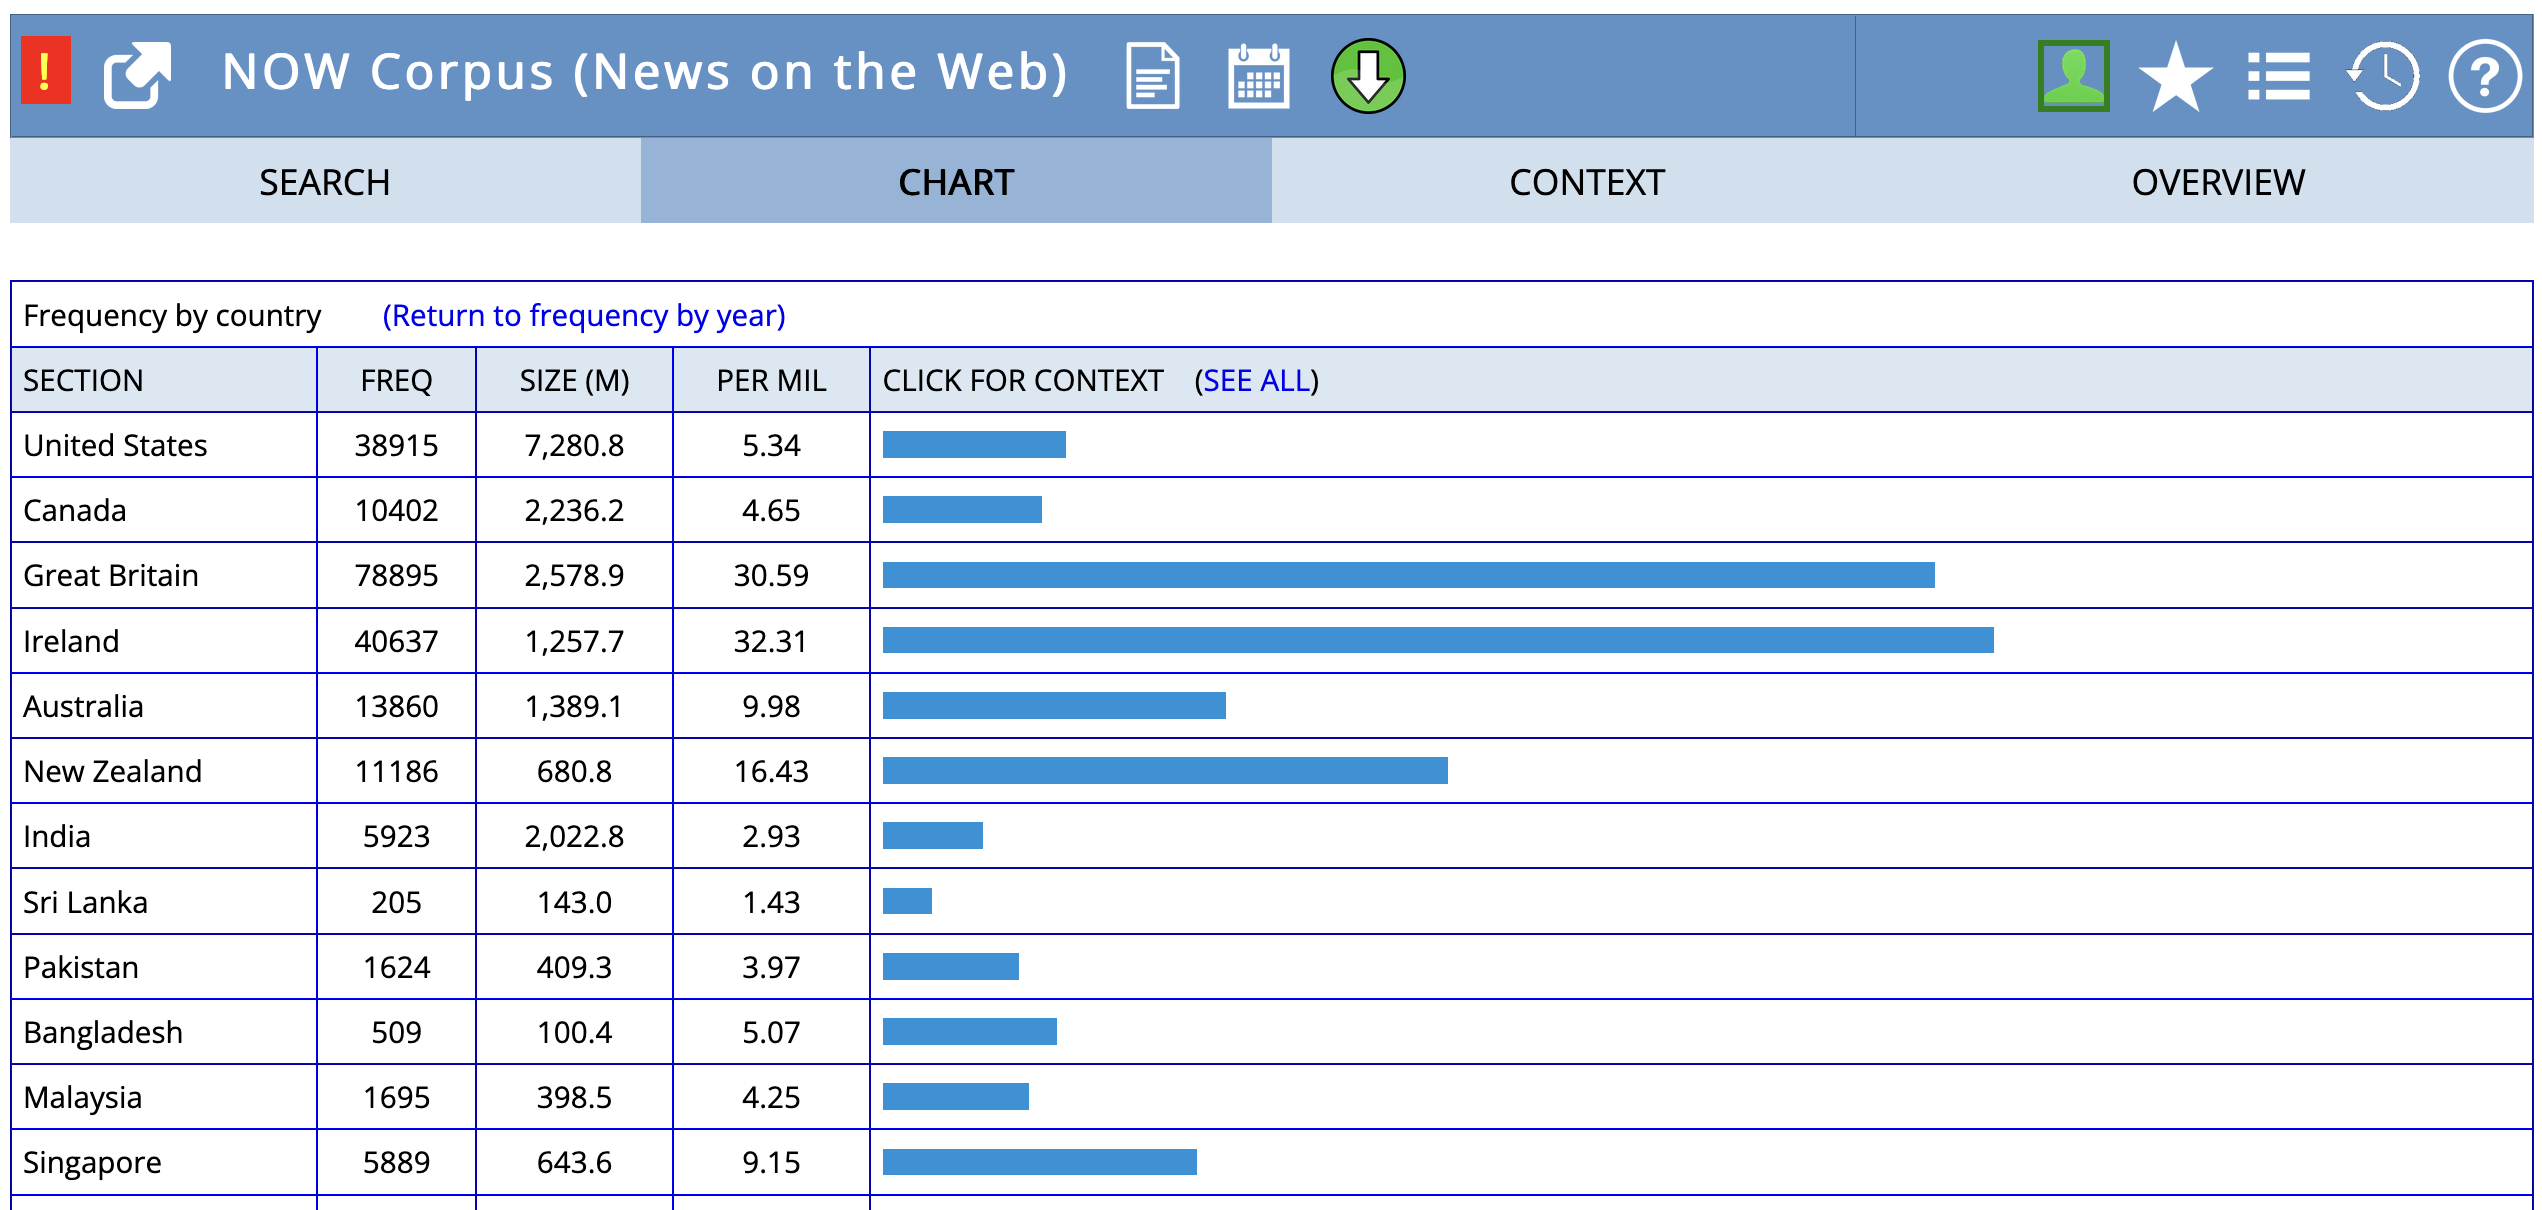 ! NOW Corpus (News on the Web) ?
SEARCH CHART CONTEXT OVERVIEW
Frequency by country (Return to frequency by year)
SECTION FREQ SIZE (M) PER MIL CLICK FOR CONTEXT (SEE ALL)
United States 38915 7,280.8 5.34
Canada 10402 2,236.2 4.65
Great Britain 78895 2,578.9 30.59
Ireland 40637 1,257.7 32.31
Australia 13860 1,389.1 9.98
New Zealand 11186 680.8 16.43
India 5923 2,022.8 2.93
Sri Lanka 205 143.0 1.43
Pakistan 1624 409.3 3.97
Bangladesh 509 100.4 5.07
Malaysia 1695 398.5 4.25
Singapore 5889 643.6 9.15